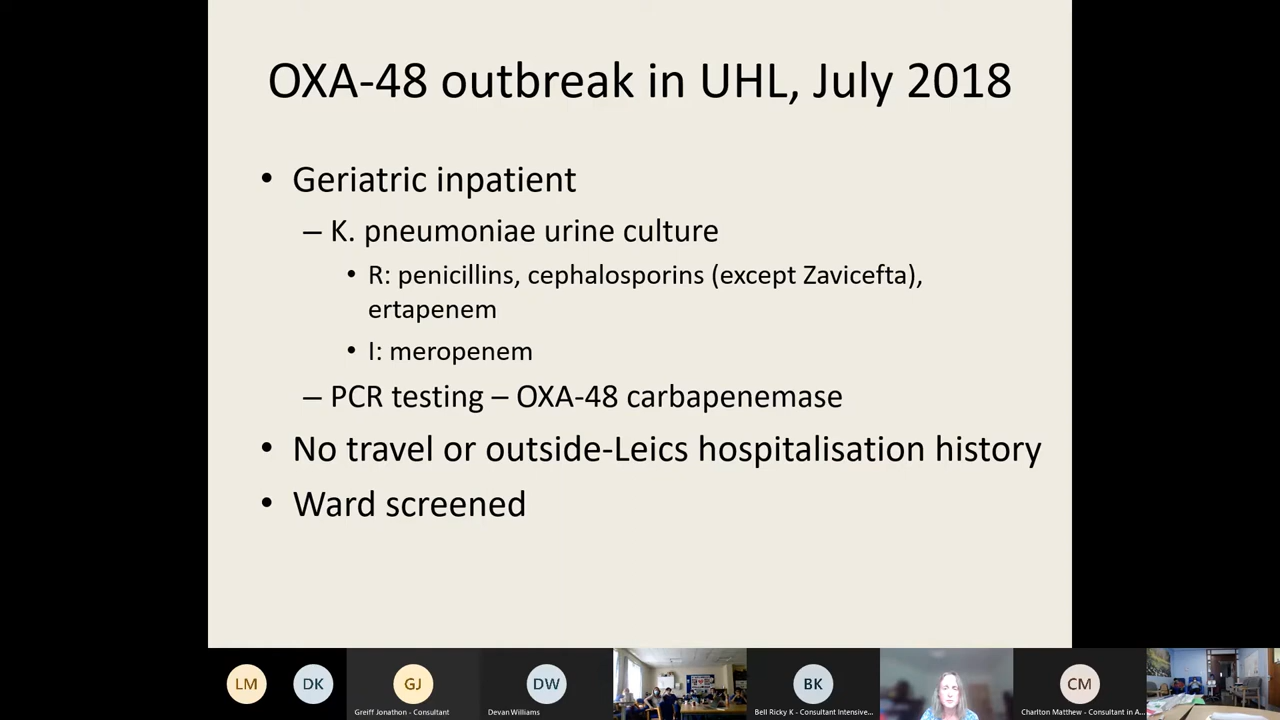 OXA-48 outbreak in UHL, July 2018
• Geriatric inpatient
– K. pneumoniae urine culture
• R: penicillins, cephalosporins (except Zavicefta),
ertapenem
• I: meropenem
– PCR testing – OXA-48 carbapenemase
• No travel or outside-Leics hospitalisation history
• Ward screened
LM
DK
GJ
Greiff Jonathon - Consultant
DW
Devan Williams
BK
Bell Ricky K - Consultant Intensive...
CM
Charlton Matthew - Consultant in A...